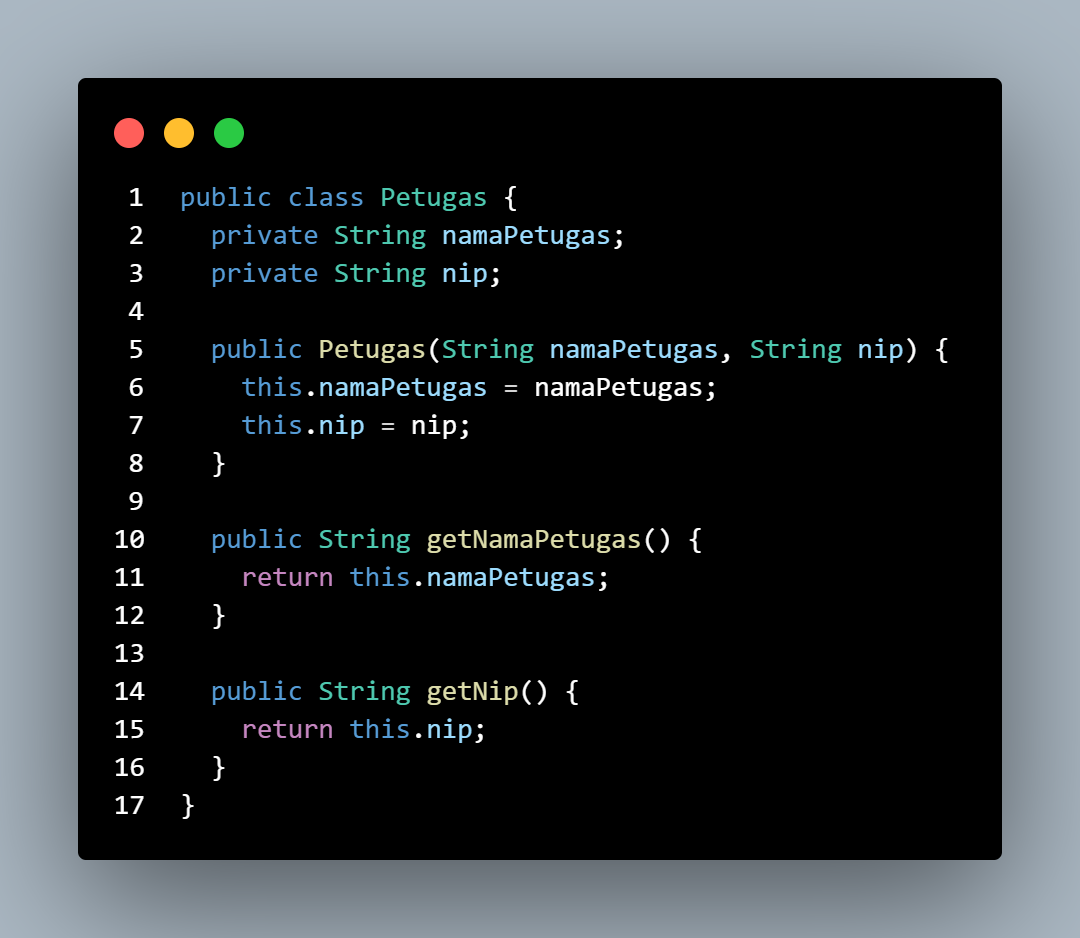 1 public class Petugas {
2   private String namaPetugas;
3   private String nip;
4
5   public Petugas(String namaPetugas, String nip) {
6     this.namaPetugas = namaPetugas;
7     this.nip = nip;
8   }
9
10   public String getNamaPetugas() {
11     return this.namaPetugas;
12   }
13
14   public String getNip() {
15     return this.nip;
16   }
17 }